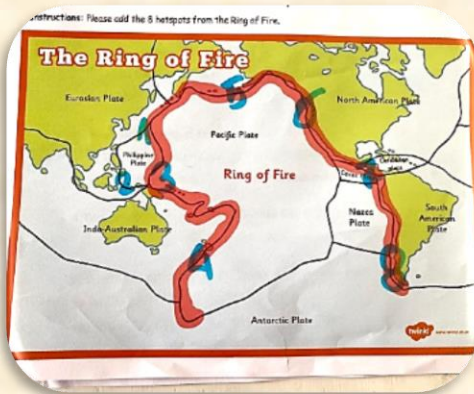 Instructions: Please add the 8 hotspots from the Ring of Fire.
The Ring of Fire
Eurasian Plate
North American Plate
Pacific Plate
Philippine
Plate
Ring of Fire
Caribbean
Plate
Cocos
Nazca
Plate
South
American
Plate
Indo-Australian Plate
Antarctic Plate
twinkl